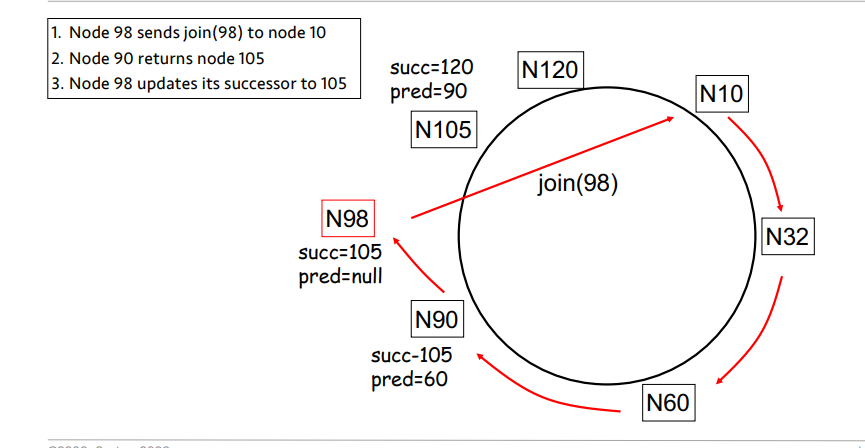 1. Node 98 sends join(98) to node 10
2. Node 90 returns node 105
3. Node 98 updates its successor to 105
succ=120
pred=90
N120
N10
N105
join(98)
N98
N32
succ=105
pred=null
N90
succ-105
pred=60
N60